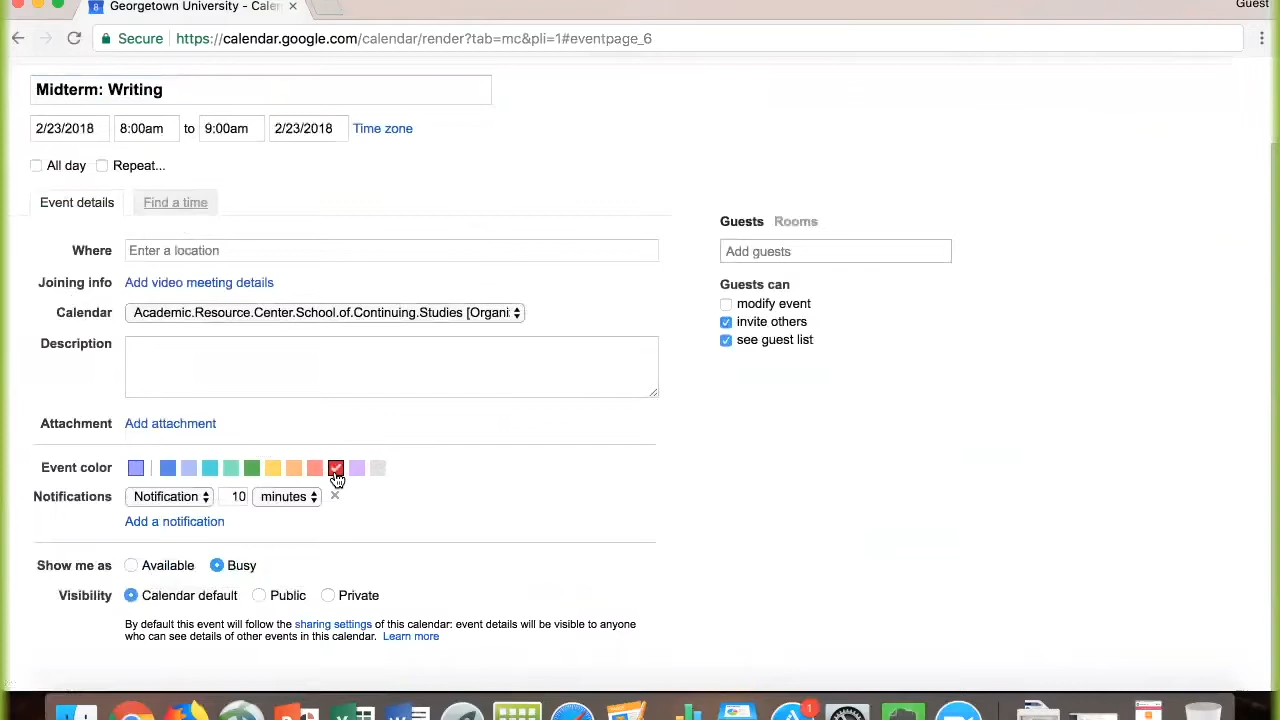 Georgetown University - Calen
Guest
Secure https://calendar.google.com/calendar/render?tab=mc&pli=1#eventpage_6
Midterm: Writing
2/23/2018 8:00am to 9:00am 2/23/2018 Time zone
All day Repeat...
Event details Find a time
Guests Rooms
Where Enter a location
Add guests
Joining info Add video meeting details
Guests can
Calendar Academic.Resource.Center.School.of.Continuing.Studies [Organi
modify event
invite others
Description
see guest list
Attachment Add attachment
Event color
Notifications Notification 10 minutes
Add a notification
Show me as Available Busy
Visibility Calendar default Public Private
By default this event will follow the sharing settings of this calendar: event details will be visible to anyone
who can see details of other events in this calendar. Learn more
1